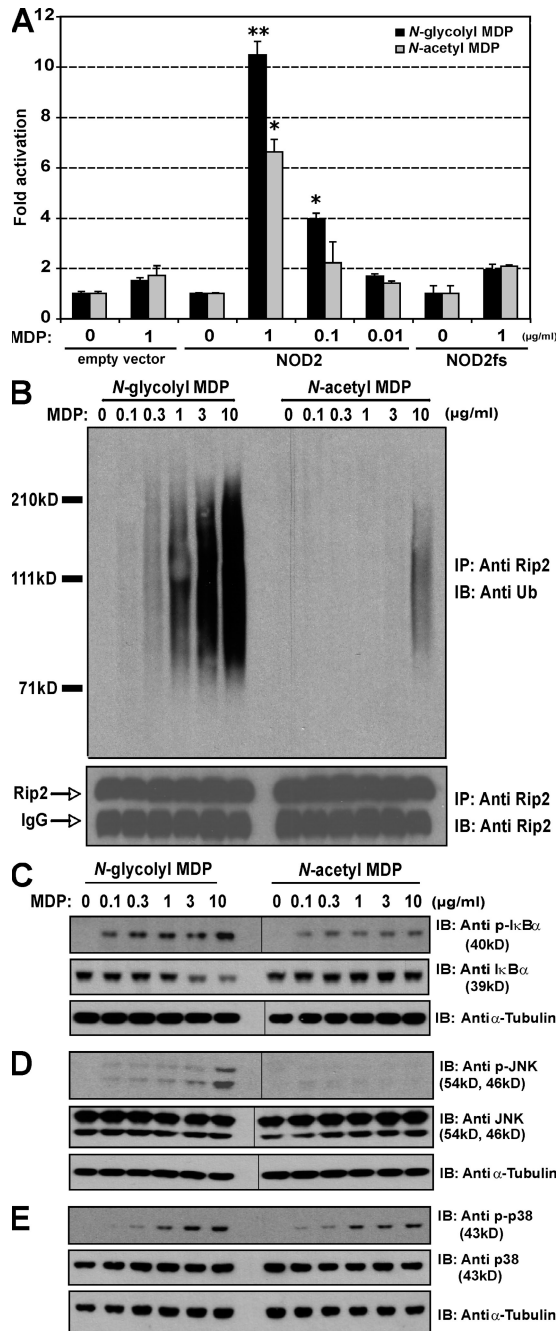 A
12
N-glycolyl MDP
N-acetyl MDP
**
10
8
*
6
*
4
2
0
Fold activation
MDP: 0 1 0 1 0.1 0.01 0 1 (µg/ml)
empty vector NOD2 NOD2fs
B
N-glycolyl MDP N-acetyl MDP
MDP: 0 0.1 0.3 1 3 10 0 0.1 0.3 1 3 10 (µg/ml)
210kD
111kD
71kD
IP: Anti Rip2
IB: Anti Ub
Rip2
IgG
IP: Anti Rip2
IB: Anti Rip2
C
N-glycolyl MDP N-acetyl MDP
MDP: 0 0.1 0.3 1 3 10 0 0.1 0.3 1 3 10 (µg/ml)
IB: Anti p-IκBα
(40kD)
IB: Anti IκBα
(39kD)
IB: Anti α-Tubulin
D
IB: Anti p-JNK
(54kD, 46kD)
IB: Anti JNK
(54kD, 46kD)
IB: Anti α-Tubulin
E
IB: Anti p-p38
(43kD)
IB: Anti p38
(43kD)
IB: Anti α-Tubulin